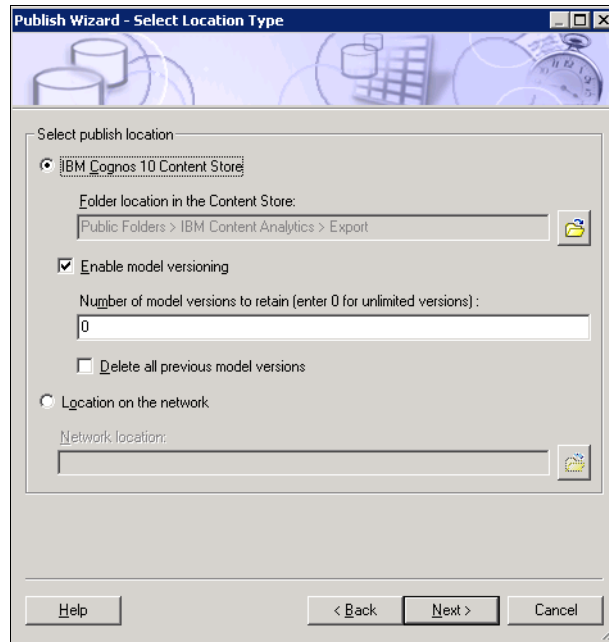 Publish Wizard - Select Location Type
Select publish location
IBM Cognos 10 Content Store
Folder location in the Content Store:
Public Folders > IBM Content Analytics > Export
Enable model versioning
Number of model versions to retain (enter 0 for unlimited versions) :
0
Delete all previous model versions
Location on the network
Network location:
Help
< Back
Next >
Cancel